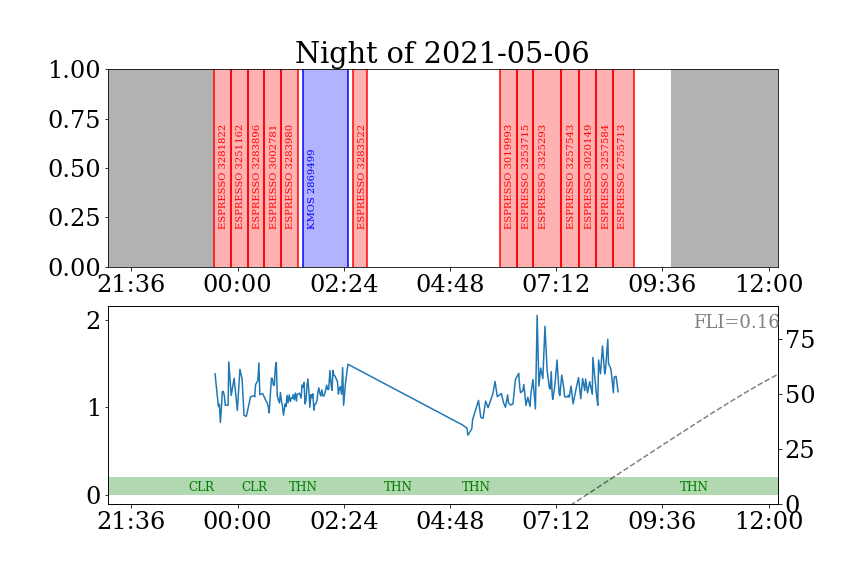 Night of 2021-05-06
1.00
0.75
0.50
0.25
0.00
ESPRESSO 3281822
ESPRESSO 3251162
ESPRESSO 3283896
ESPRESSO 3002781
ESPRESSO 3283980
KMOS 2869499
ESPRESSO 3283522
ESPRESSO 3019993
ESPRESSO 3253715
ESPRESSO 3325293
ESPRESSO 3257543
ESPRESSO 3020149
ESPRESSO 3257584
ESPRESSO 2755713
21:36 00:00 02:24 04:48 07:12 09:36 12:00
FLI=0.16
2
1
0
75
50
25
0
CLR CLR THN THN THN THN
21:36 00:00 02:24 04:48 07:12 09:36 12:00